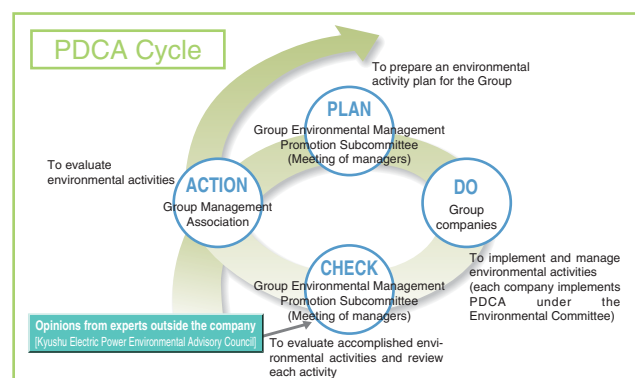 PDCA Cycle
To prepare an environmental
activity plan for the Group
PLAN
Group Environmental Management
Promotion Subcommittee
(Meeting of managers)
To evaluate
environmental activities
ACTION
Group Management
Association
DO
Group
companies
CHECK
Group Environmental Management
Promotion Subcommittee
(Meeting of managers)
To implement and manage
environmental activities
(each company implements
PDCA under the
Environmental Committee)
Opinions from experts outside the company
[Kyushu Electric Power Environmental Advisory Council]
To evaluate accomplished envi-
ronmental activities and review
each activity